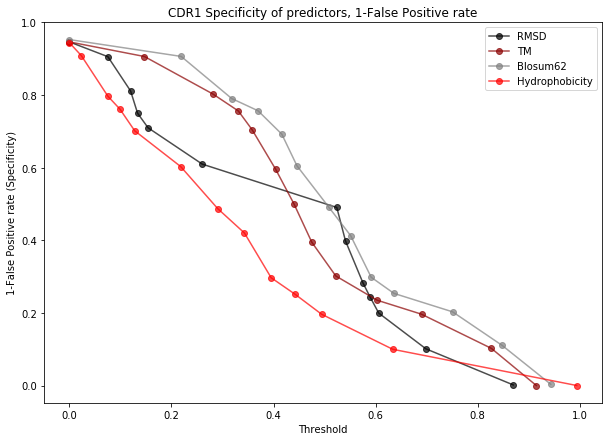 CDR1 Specificity of predictors, 1-False Positive rate
RMSD
TM
Blosum62
Hydrophobicity
1-False Positive rate (Specificity)
1.0
0.8
0.6
0.4
0.2
0.0
0.0 0.2 0.4 0.6 0.8 1.0
Threshold